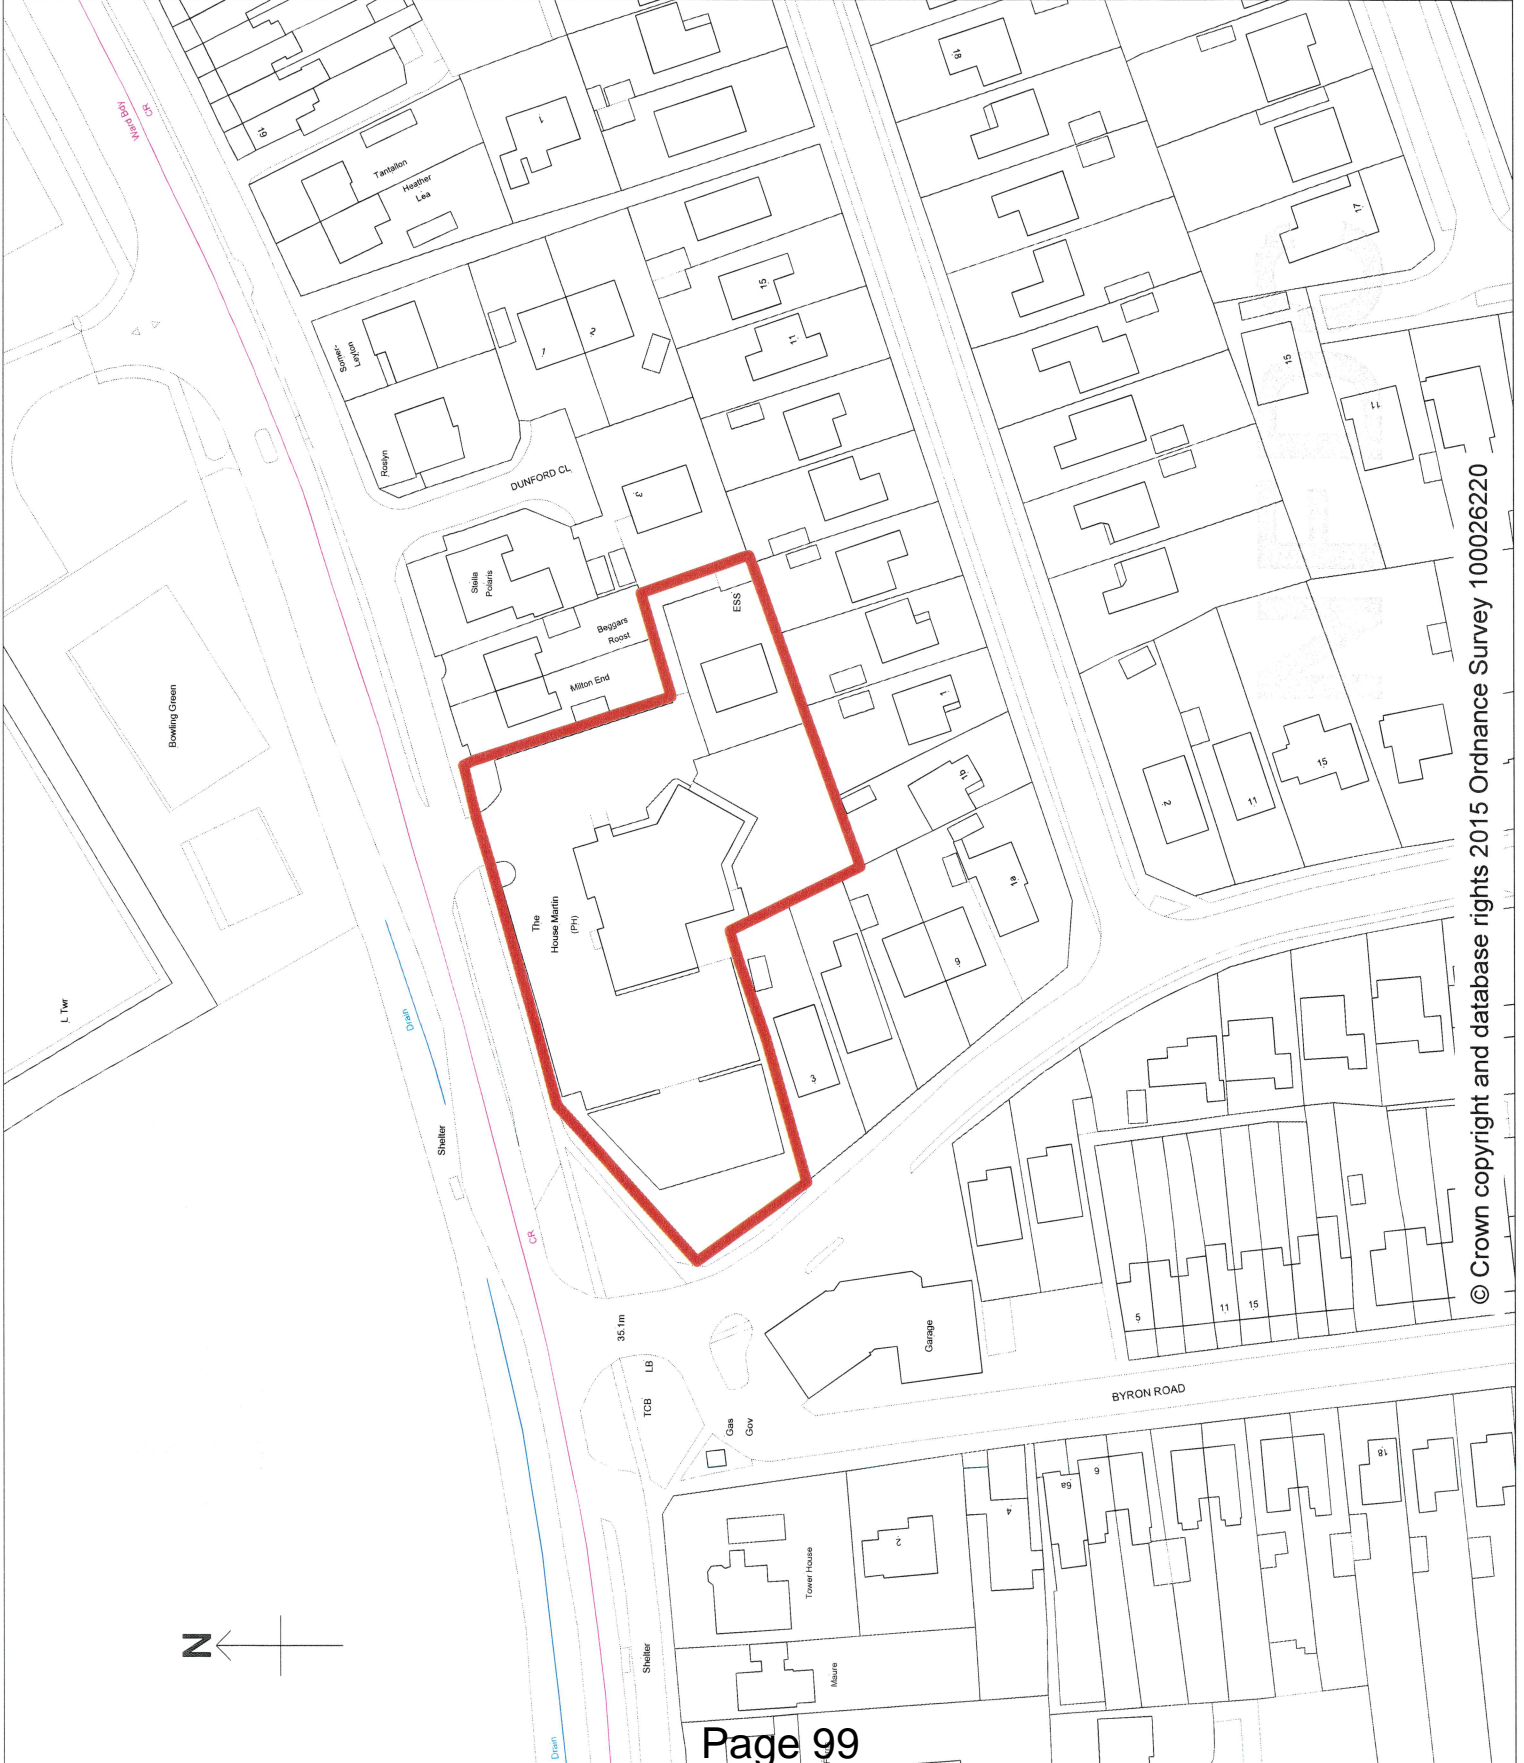 19
Tantallon
Heather
Lea
1
18
Ward Bdy
CR
17
Somer-
Leyton
1
2
15
11
15
11
Roslyn
DUNFORD CL
3
Stella
Polaris
Beggars
Roost
ESS
Milton End
Bowling Green
1
1b
2
11
15
The
House Martin
(PH)
1a
9
3
L Twr
Drain
Shelter
CR
35.1m
LB
TCB
Gas
Gov
Garage
5
11
15
BYRON ROAD
Tower House
2
4
6a
6
18
N
Shelter
Maure
Drain
Page 99
© Crown copyright and database rights 2015 Ordnance Survey 100026220